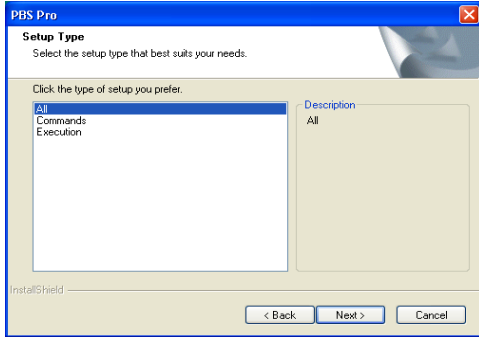 PBS Pro
Setup Type
Select the setup type that best suits your needs.
Click the type of setup you prefer.
All
Commands
Execution
Description
All
InstallShield
< Back
Next >
Cancel